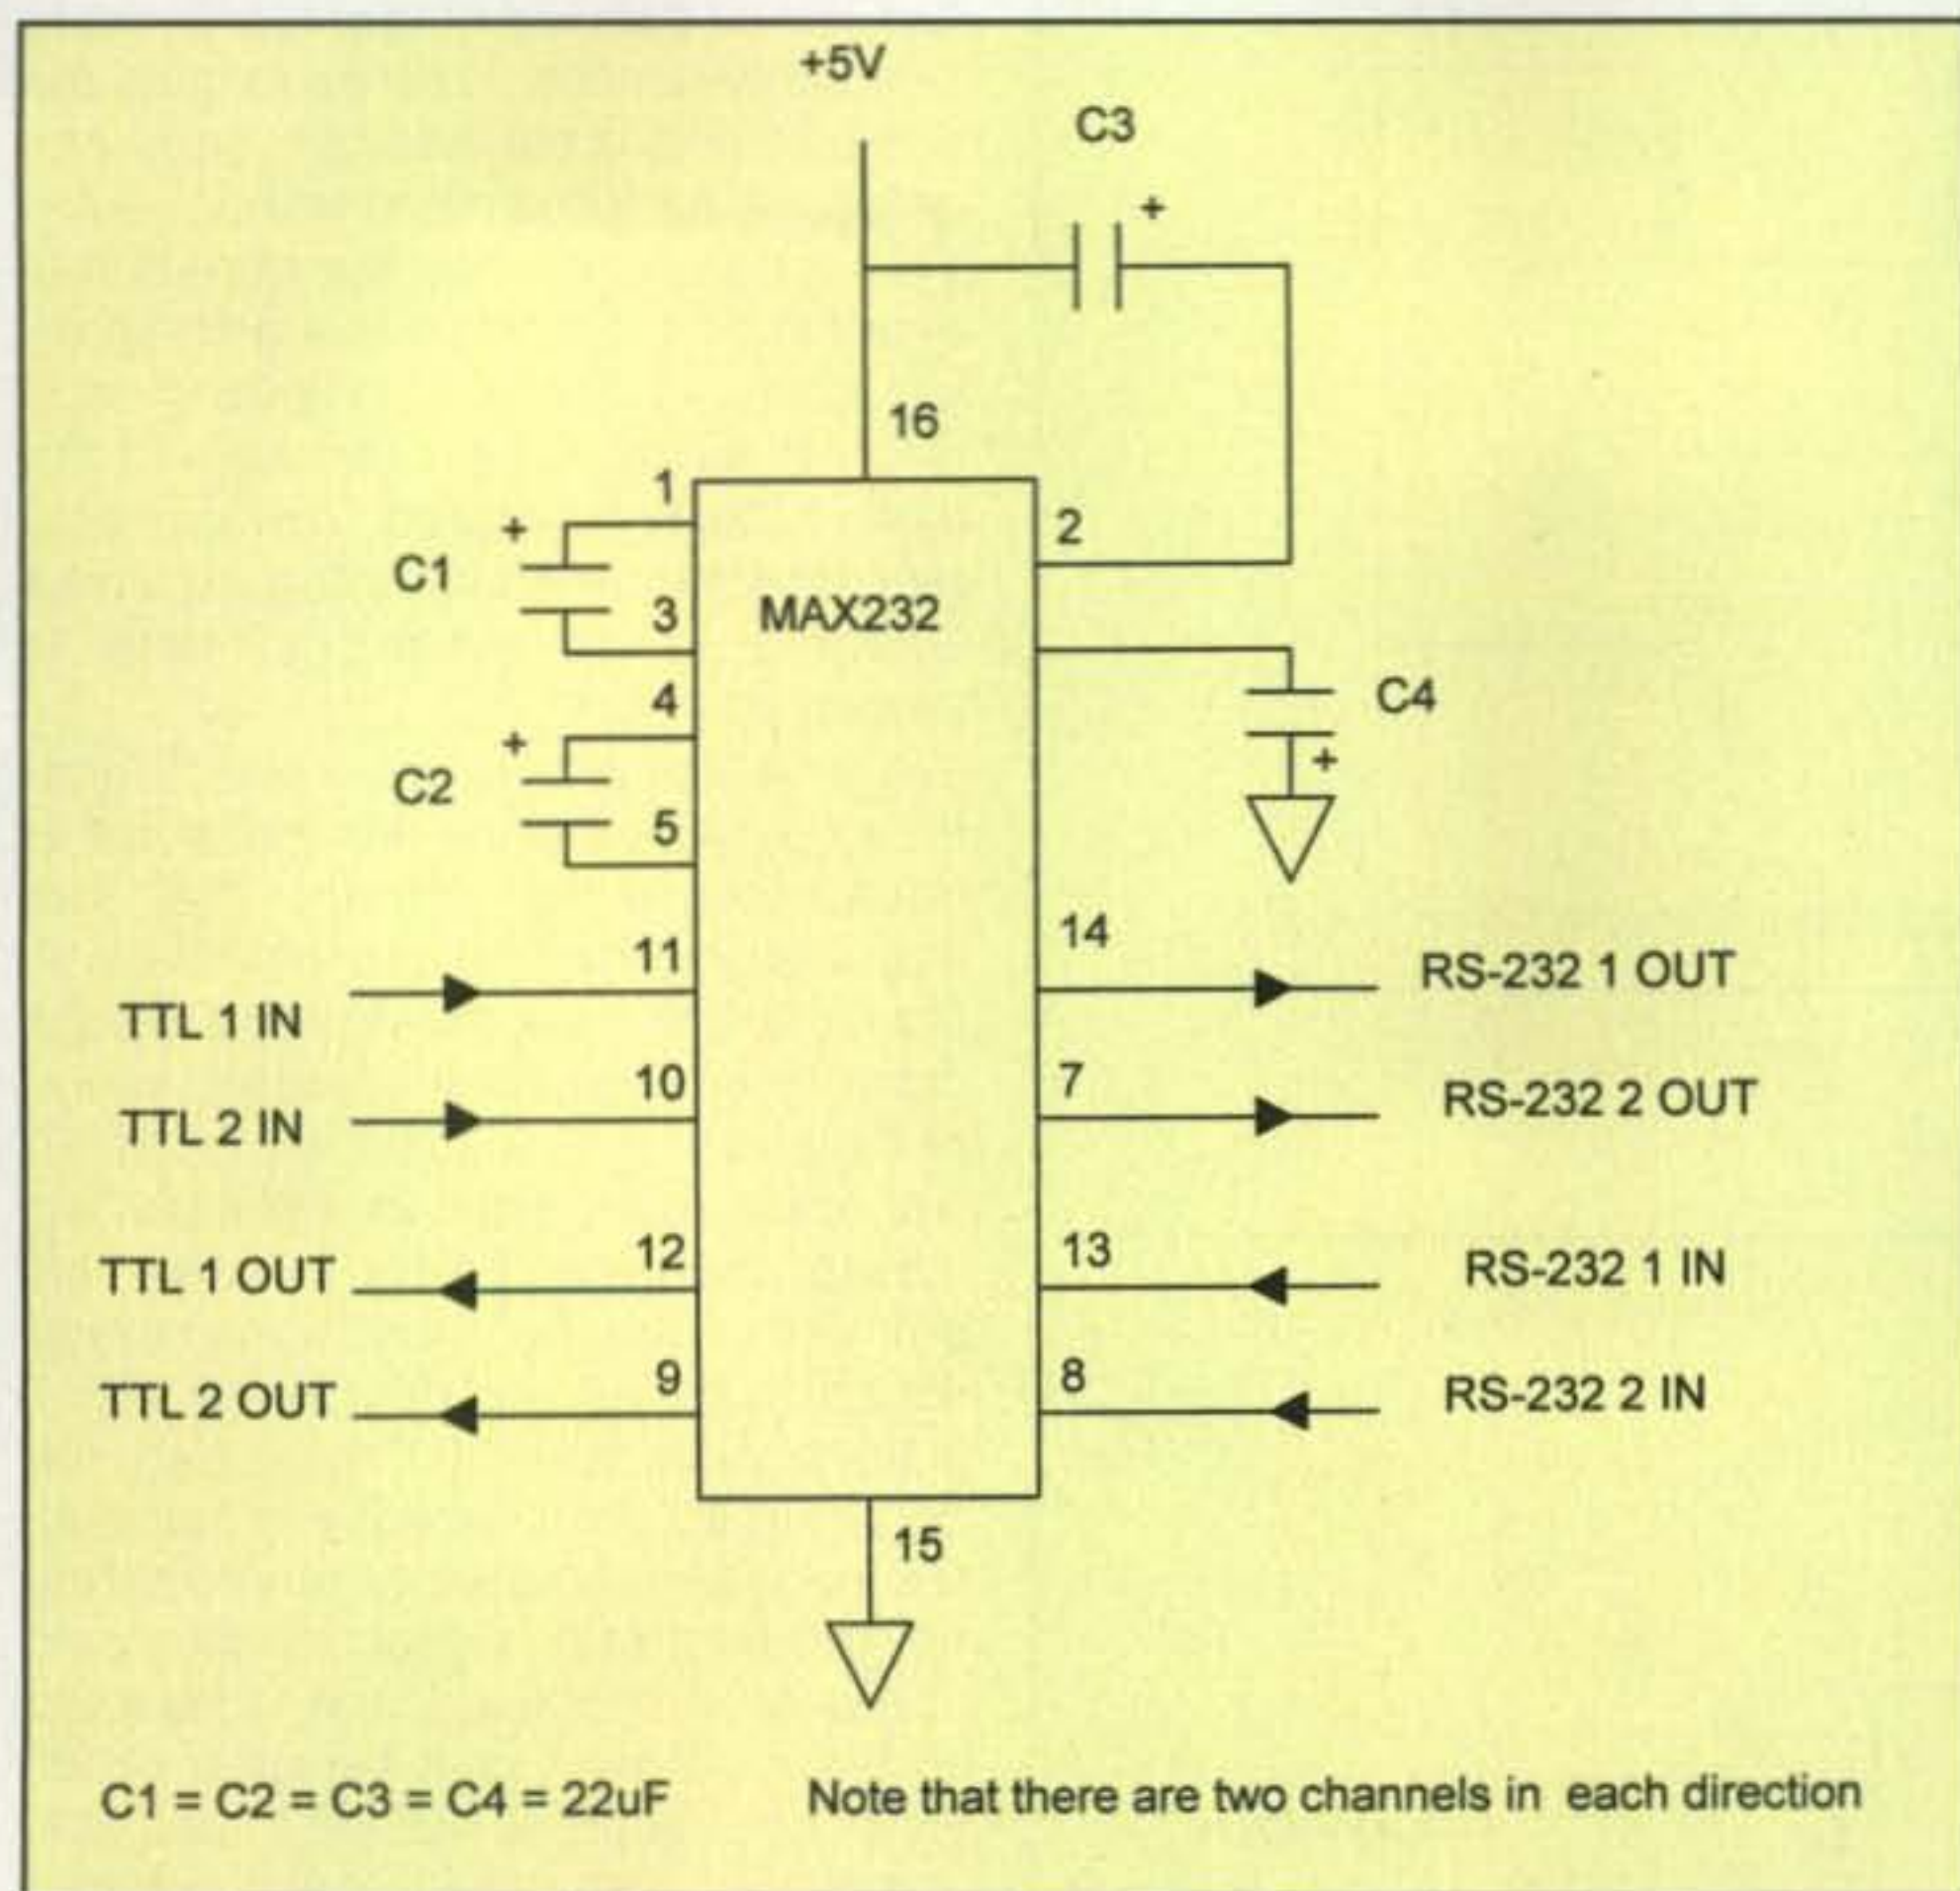 +5V
C3
+
16
1
2
+
C1
3
MAX232
4
C4
+
C2
+
5
14
11
RS-232 1 OUT
TTL 1 IN
10
7
RS-232 2 OUT
TTL 2 IN
12
13
RS-232 1 IN
TTL 1 OUT
9
8
RS-232 2 IN
TTL 2 OUT
15
C1 = C2 = C3 = C4 = 22uF
Note that there are two channels in each direction